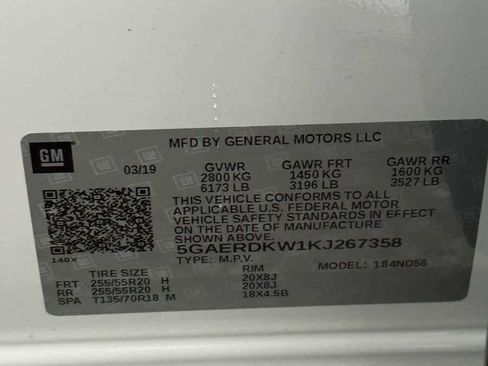 GM
MFD BY GENERAL MOTORS LLC
03/19 GVWR GAWR FRT GAWR RR
2800 KG 1450 KG 1600 KG
6173 LB 3196 LB 3527 LB
THIS VEHICLE CONFORMS TO ALL
APPLICABLE U.S. FEDERAL MOTOR
VEHICLE SAFETY STANDARDS IN EFFECT
ON THE DATE OF MANUFACTURE SHOWN ABOVE.
5GAERDKW1KJ267358
148X TYPE: M.P.V. MODEL: 184ND56
TIRE SIZE RIM
FRT 255/55R20 H 20X8J
RR 255/55R20 H 20X8J
SPA T135/70R18 M 18X4.5B